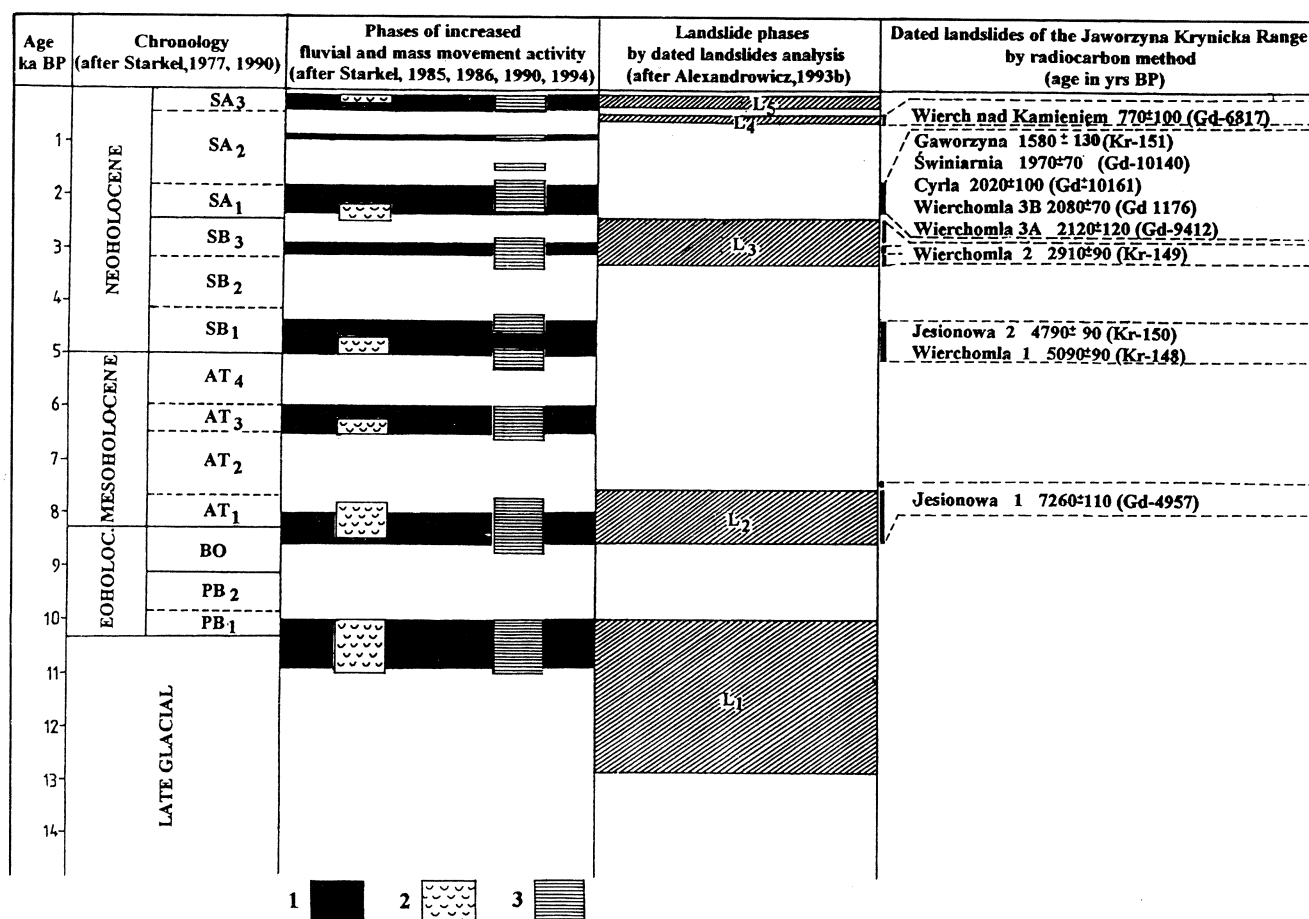 Age
ka BP
Chronology
(after Starkel,1977, 1990)
Phases of increased
fluvial and mass movement activity
(after Starkel, 1985, 1986, 1990, 1994)
Landslide phases
by dated landslides analysis
(after Alexandrowicz,1993b)
Dated landslides of the Jaworzyna Krynicka Range
by radiocarbon method
(age in yrs BP)
1
2
3
4
5
6
7
8
9
10
11
12
13
14
NEOHOLOCENE
MESOHOLOCENE
EOHOLOC.
LATE GLACIAL
SA3
SA2
SA1
SB3
SB2
SB1
AT4
AT3
AT2
AT1
BO
PB2
PB1
L5
L4
L3
L2
L1
Wierch nad Kamieniem 770±100 (Gd-6817)
Gaworzyna 1580 ± 130 (Kr-151)
Świniarnia 1970±70 (Gd-10140)
Cyrla 2020±100 (Gd±10161)
Wierchomla 3B 2080±70 (Gd 1176)
Wierchomla 3A 2120±120 (Gd-9412)
Wierchomla 2 2910±90 (Kr-149)
Jesionowa 2 4790± 90 (Kr-150)
Wierchomla 1 5090±90 (Kr-148)
Jesionowa 1 7260±110 (Gd-4957)
1 2 3